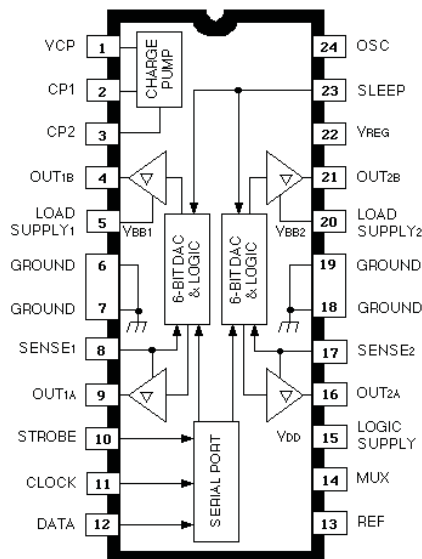 VCP 1
CP1 2
CP2 3
OUT1B 4
LOAD
SUPPLY1 5
GROUND 6
GROUND 7
SENSE1 8
OUT1A 9
STROBE 10
CLOCK 11
DATA 12
CHARGE
PUMP
VBB1
6-BIT DAC
& LOGIC
6-BIT DAC
& LOGIC
VBB2
SERIAL PORT
VDD
24 OSC
23 SLEEP
22 VREG
21 OUT2B
20 LOAD
SUPPLY2
19 GROUND
18 GROUND
17 SENSE2
16 OUT2A
15 LOGIC
SUPPLY
14 MUX
13 REF